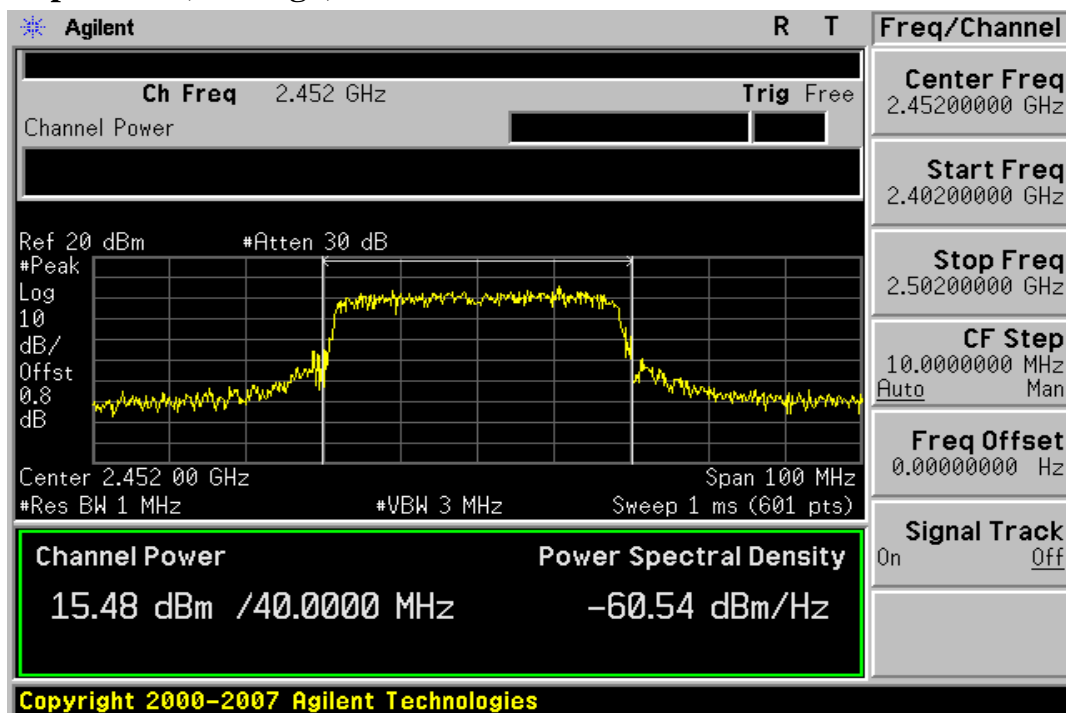 Agilent R T
Freq/Channel
Ch Freq 2.452 GHz Trig Free
Channel Power
Center Freq
2.45200000 GHz
Start Freq
2.40200000 GHz
Stop Freq
2.50200000 GHz
CF Step
10.0000000 MHz
Auto Man
Freq Offset
0.00000000 Hz
Signal Track
On Off
Ref 20 dBm #Atten 30 dB
#Peak
Log
10
dB/
Offst
0.8
dB
Center 2.452 00 GHz Span 100 MHz
#Res BW 1 MHz #VBW 3 MHz Sweep 1 ms (601 pts)
Channel Power Power Spectral Density
15.48 dBm /40.0000 MHz -60.54 dBm/Hz
Copyright 2000-2007 Agilent Technologies